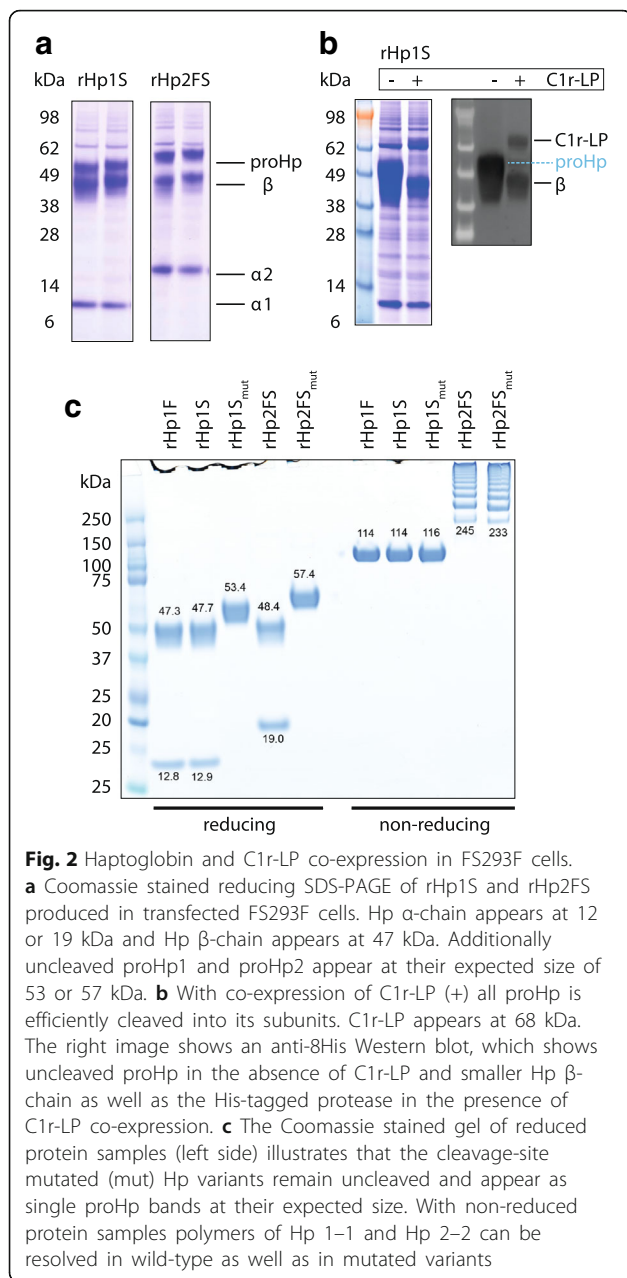 a
kDa rHp1S rHp2FS
98
62
49
38
28
14
6
proHp
β
α2
α1
b
rHp1S
kDa - + - + C1r-LP
98
62
49
38
28
14
6
C1r-LP
proHp
β
c
rHp1F
rHp1S
rHp1Smut
rHp2FS
rHp2FSmut
rHp1F
rHp1S
rHp1Smut
rHp2FS
rHp2FSmut
kDa
250
150
100
75
50
37
25
20
25
25
47.3 47.7 53.4 48.4 57.4
12.8 12.9 19.0
114 114 116 245 233
reducing non-reducing
Fig. 2 Haptoglobin and C1r-LP co-expression in FS293F cells.
a Coomassie stained reducing SDS-PAGE of rHp1S and rHp2FS
produced in transfected FS293F cells. Hp α-chain appears at 12
or 19 kDa and Hp β-chain appears at 47 kDa. Additionally
uncleaved proHp1 and proHp2 appear at their expected size of
53 or 57 kDa. b With co-expression of C1r-LP (+) all proHp is
efficiently cleaved into its subunits. C1r-LP appears at 68 kDa.
The right image shows an anti-8His Western blot, which shows
uncleaved proHp in the absence of C1r-LP and smaller Hp β-
chain as well as the His-tagged protease in the presence of
C1r-LP co-expression. c The Coomassie stained gel of reduced
protein samples (left side) illustrates that the cleavage-site
mutated (mut) Hp variants remain uncleaved and appear as
single proHp bands at their expected size. With non-reduced
protein samples polymers of Hp 1–1 and Hp 2–2 can be
resolved in wild-type as well as in mutated variants